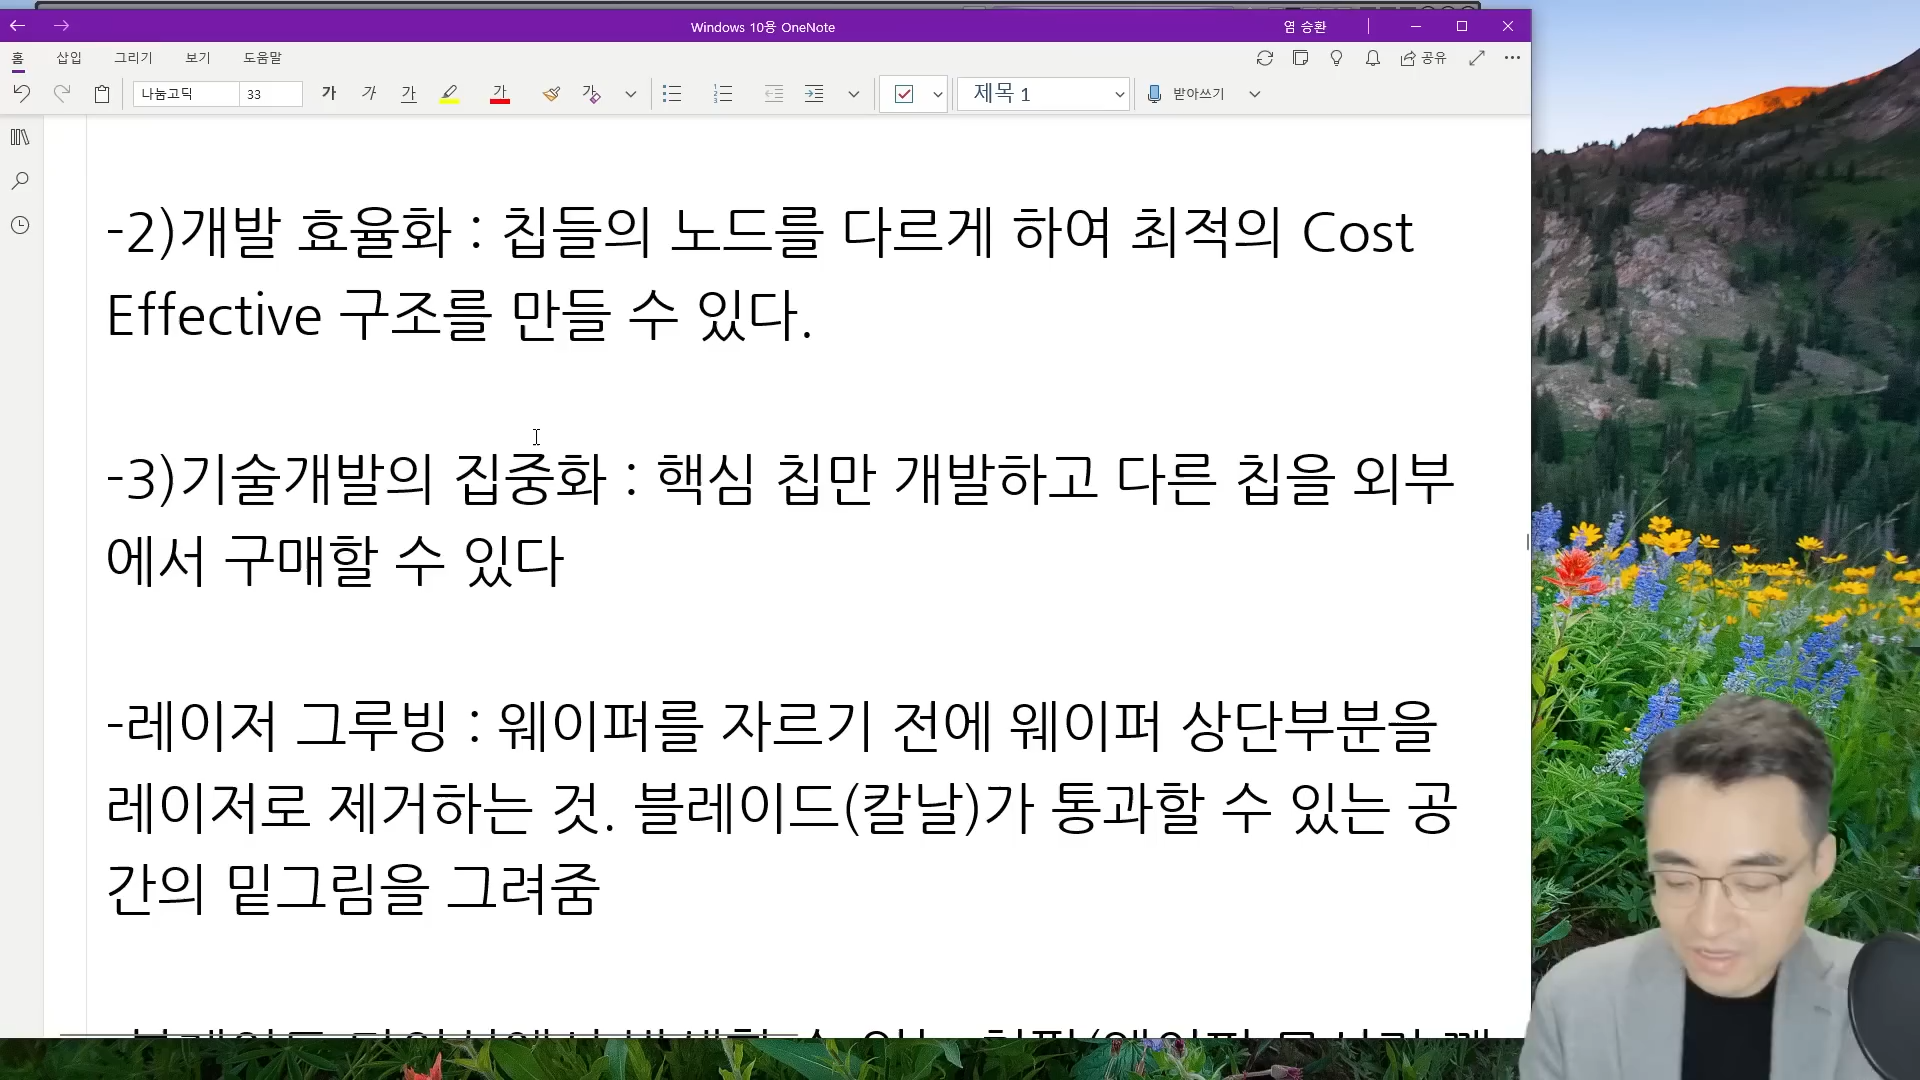 Windows 10용 OneNote
염 승환
홈 삽입 그리기 보기 도움말
공유
나눔고딕 33 가 가 가 가 가 제목 1 받아쓰기
-2)개발 효율화 : 칩들의 노드를 다르게 하여 최적의 Cost
Effective 구조를 만들 수 있다.
-3)기술개발의 집중화 : 핵심 칩만 개발하고 다른 칩을 외부
에서 구매할 수 있다
-레이저 그루빙 : 웨이퍼를 자르기 전에 웨이퍼 상단부분을
레이저로 제거하는 것. 블레이드(칼날)가 통과할 수 있는 공
간의 밑그림을 그려줌